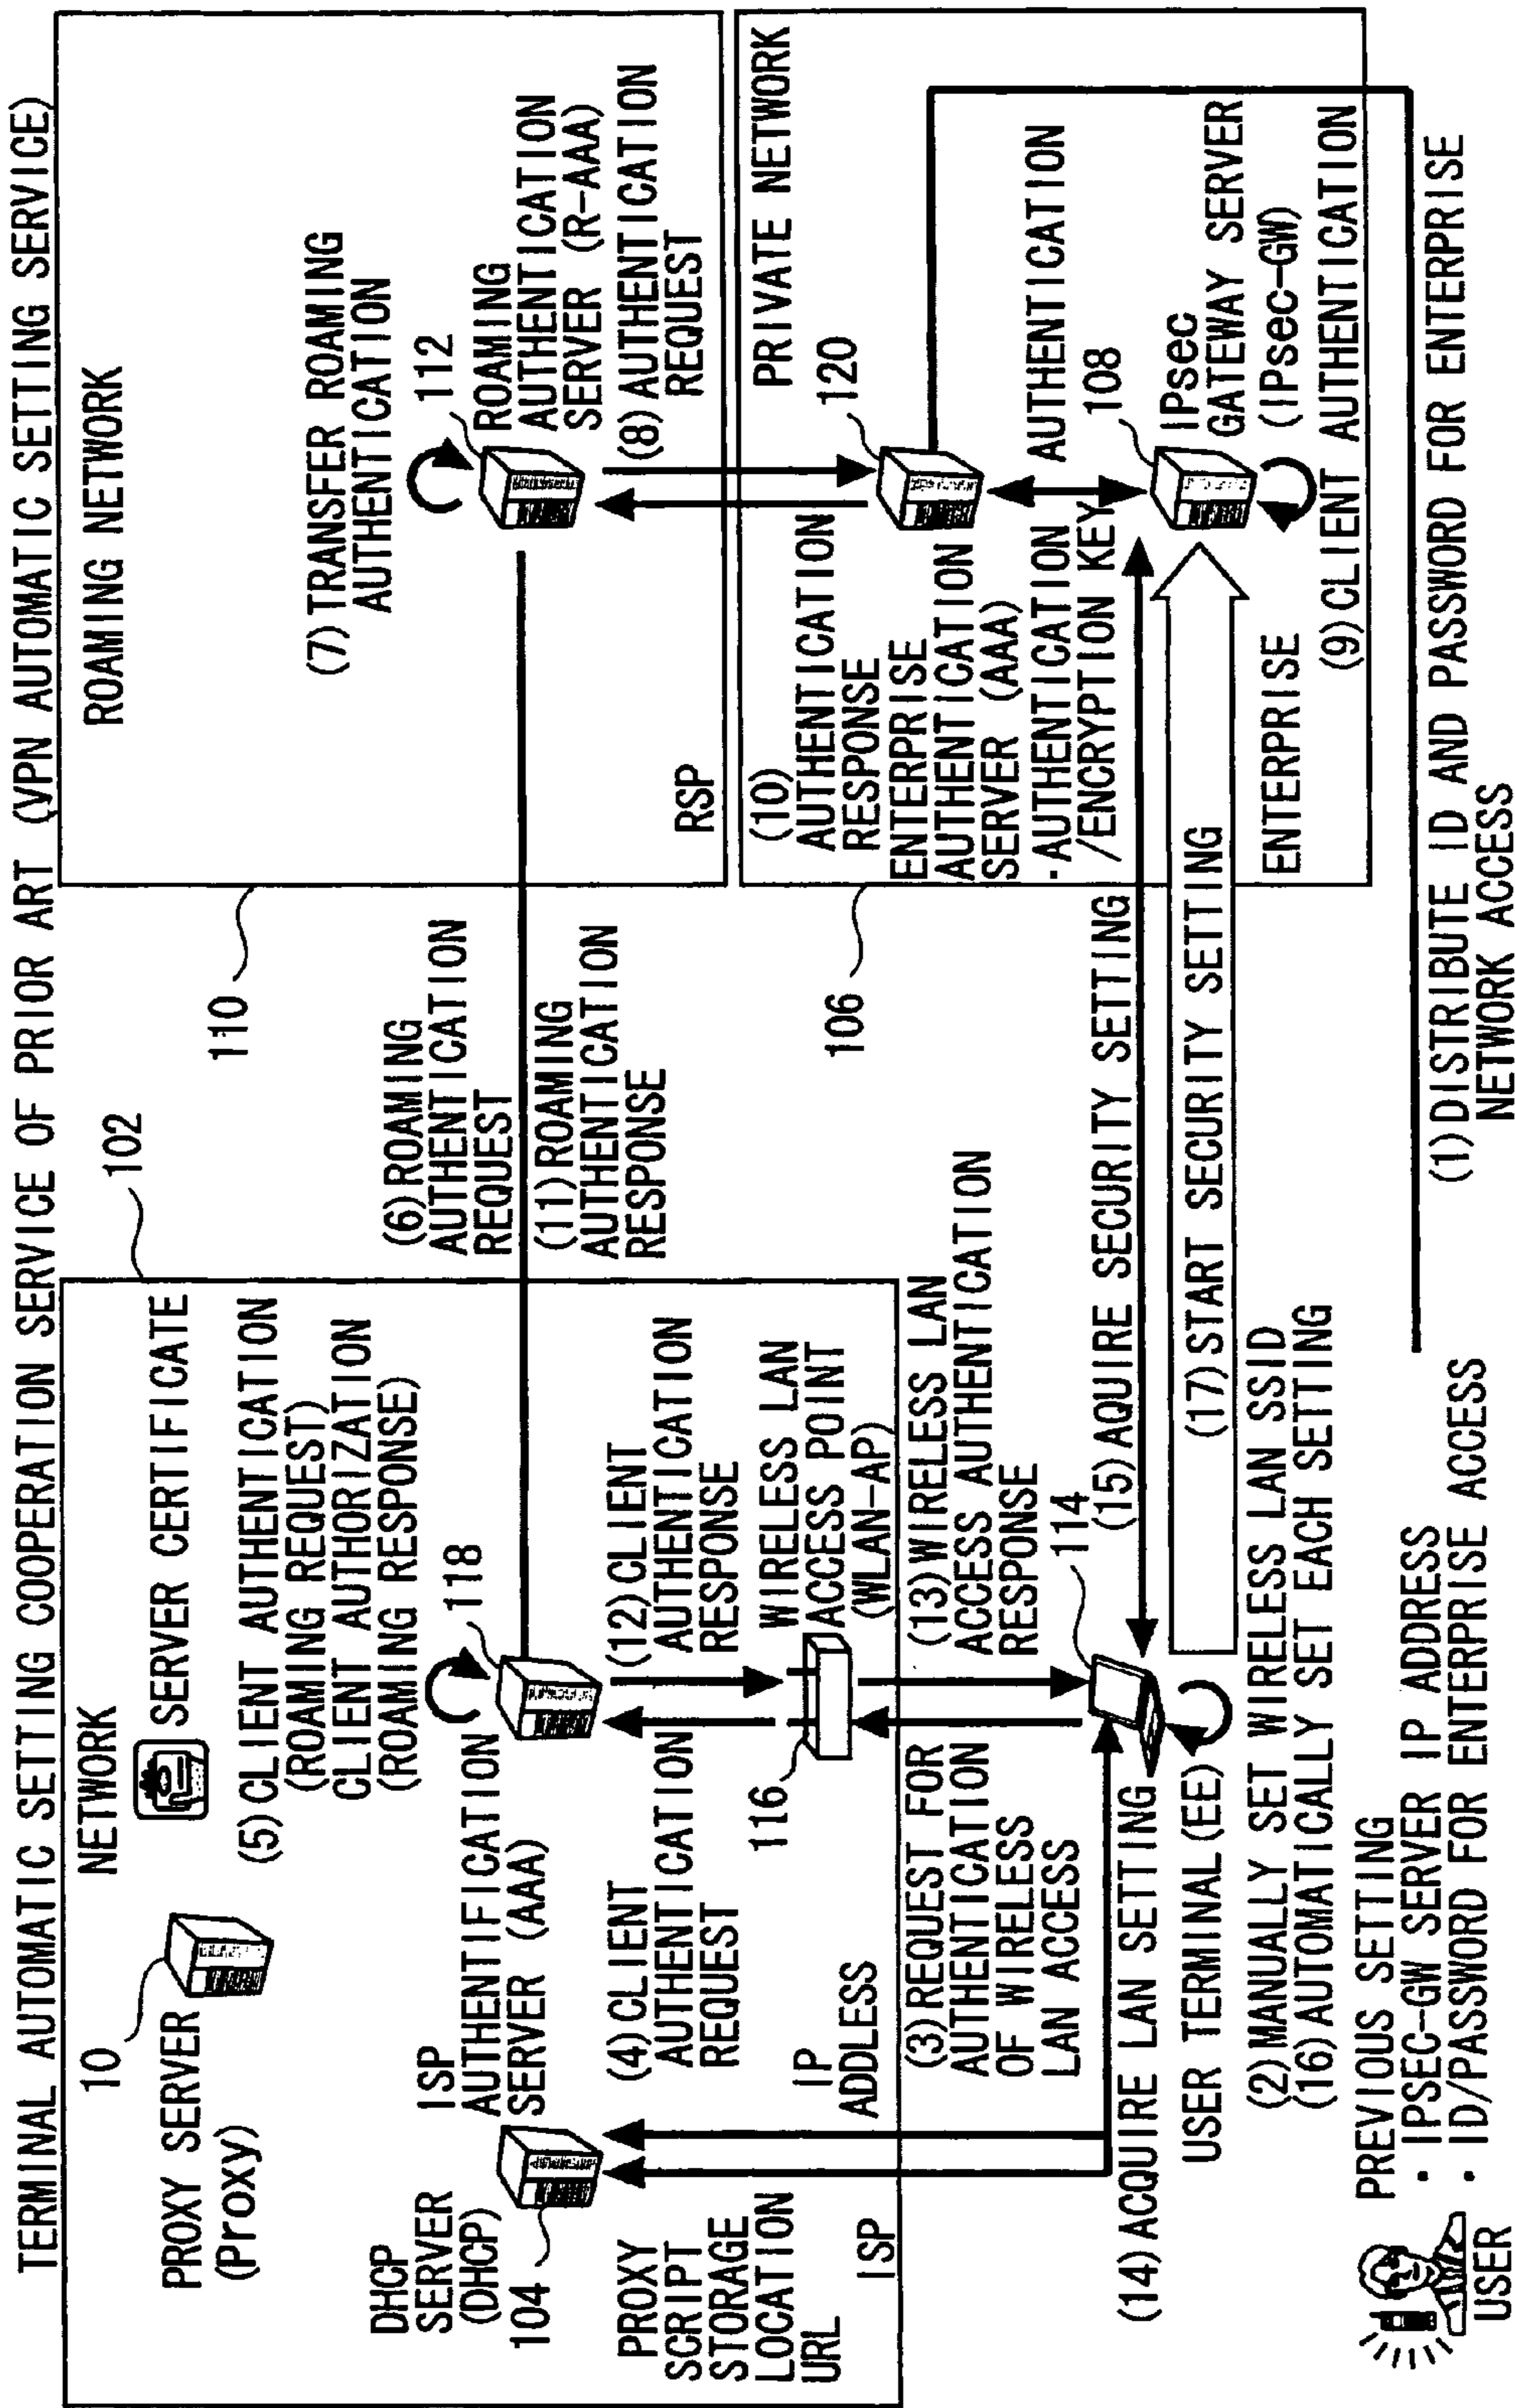 TERMINAL AUTOMATIC SETTING COOPERATION SERVICE OF PRIOR ART (VPN AUTOMATIC SETTING SERVICE)
NETWORK
SERVER CERTIFICATE
102
10
PROXY SERVER
(Proxy)
(5) CLIENT AUTHENTICATION
(ROAMING REQUEST)
CLIENT AUTHORIZATION
(ROAMING RESPONSE)
DHCP
SERVER
(DHCP)
104
ISP
AUTHENTIFICATION
SERVER (AAA)
118
PROXY
SCRIPT
STORAGE
LOCATION
URL
(4) CLIENT
AUTHENTICATION
REQUEST
(12) CLIENT
AUTHENTICATION
RESPONSE
IP
ADDLESS
116
WIRELESS LAN
ACCESS POINT
(WLAN-AP)
ISP
(6) ROAMING
AUTHENTICATION
REQUEST
(11) ROAMING
AUTHENTICATION
RESPONSE
110
ROAMING NETWORK
(7) TRANSFER ROAMING
AUTHENTICATION
112
ROAMING
AUTHENTICATION
SERVER (R-AAA)
(8) AUTHENTICATION
REQUEST
RSP
106
PRIVATE NETWORK
(10)
AUTHENTICATION
RESPONSE
120
ENTERPRISE
AUTHENTICATION
SERVER (AAA)
·AUTHENTICATION
/ENCRYPTION KEY
AUTHENTICATION
108
IPsec
GATEWAY SERVER
(IPsec-GW)
ENTERPRISE
(9) CLIENT AUTHENTICATION
(3) REQUEST FOR
AUTHENTICATION
OF WIRELESS
LAN ACCESS
(13) WIRELESS LAN
ACCESS AUTHENTICATION
RESPONSE
114
(14) ACQUIRE LAN SETTING
(15) AQUIRE SECURITY SETTING
USER TERMINAL (EE)
(17) START SECURITY SETTING
(2) MANUALLY SET WIRELESS LAN SSID
(16) AUTOMATICALLY SET EACH SETTING
PREVIOUS SETTING
· IPSEC-GW SERVER IP ADDRESS
· ID/PASSWORD FOR ENTERPRISE ACCESS
USER
(1) DISTRIBUTE ID AND PASSWORD FOR ENTERPRISE
NETWORK ACCESS